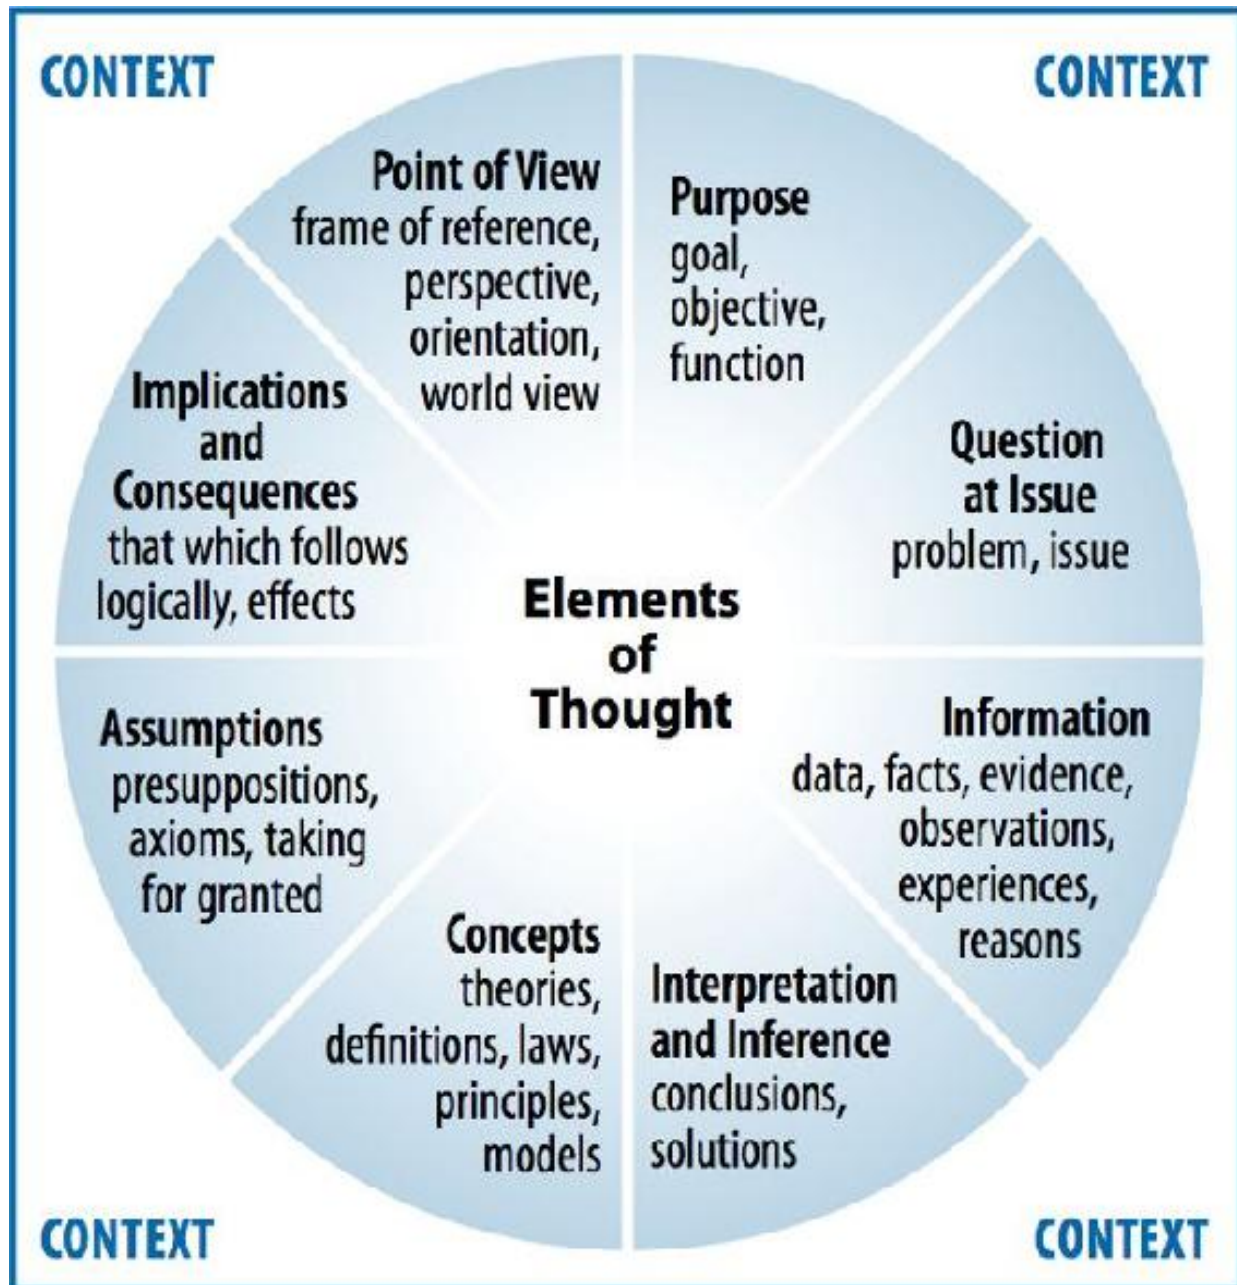 CONTEXT
CONTEXT
Point of View
frame of reference,
perspective,
orientation,
world view
Purpose
goal,
objective,
function
Question
at Issue
problem, issue
Information
data, facts, evidence,
observations,
experiences,
reasons
Interpretation
and Inference
conclusions,
solutions
Concepts
theories,
definitions, laws,
principles,
models
Assumptions
presuppositions,
axioms, taking
for granted
Implications
and
Consequences
that which follows
logically, effects
Elements
of
Thought
CONTEXT
CONTEXT